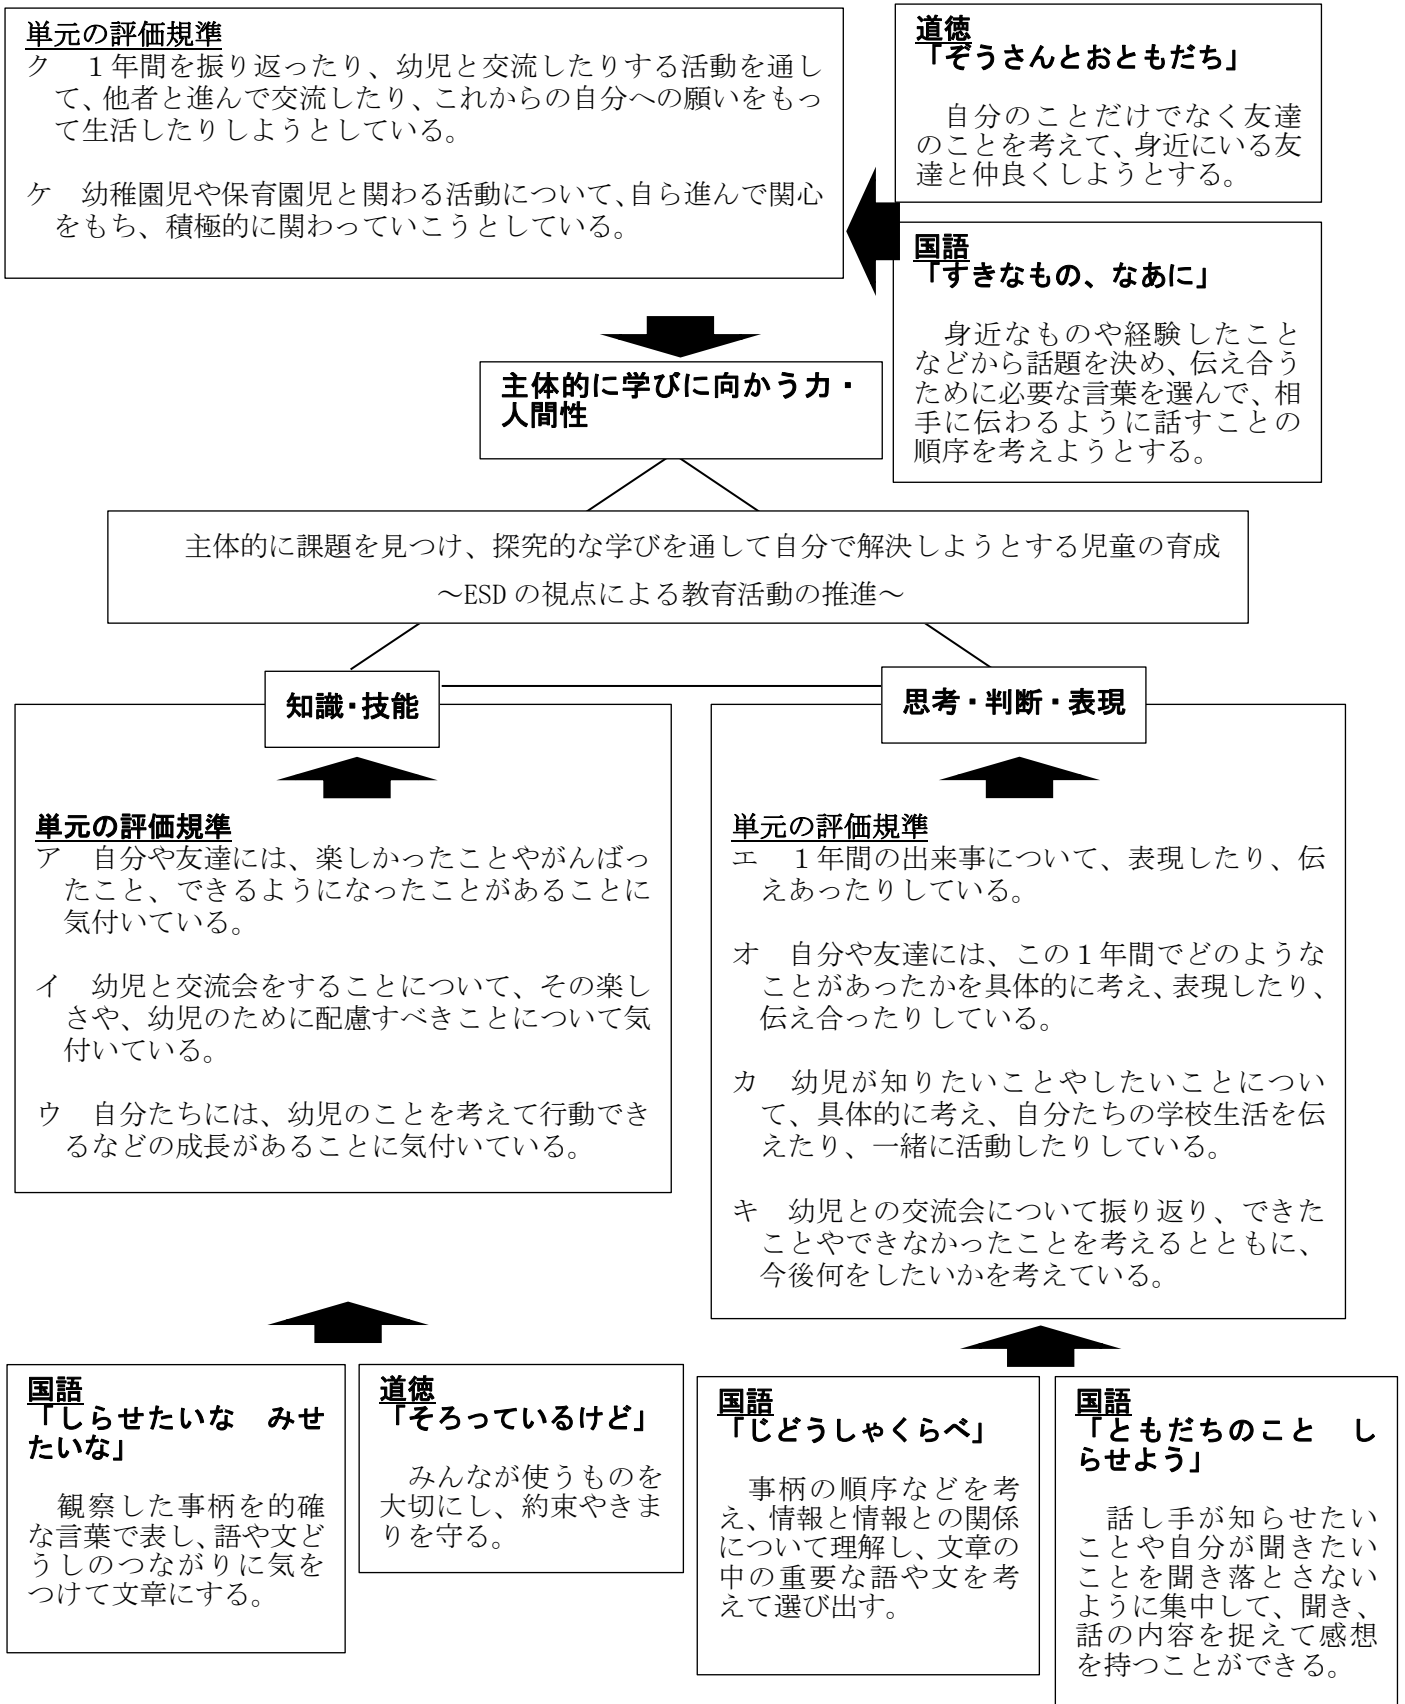 単元の評価規準
ク　１年間を振り返ったり、幼児と交流したりする活動を通し
て、他者と進んで交流したり、これからの自分への願いをもっ
て生活したりしようとしている。
ケ　幼稚園児や保育園児と関わる活動について、自ら進んで関心
をもち、積極的に関わっていこうとしている。
道徳
「ぞうさんとおともだち」
自分のことだけでなく友達
のことを考えて、身近にいる友
達と仲良くしようとする。
国語
「すきなもの、なあに」
身近なものや経験したこと
などから話題を決め、伝え合う
ために必要な言葉を選んで、相
手に伝わるように話すことの
順序を考えようとする。
主体的に学びに向かう力・
人間性
主体的に課題を見つけ、探究的な学びを通して自分で解決しようとする児童の育成
～ESD の視点による教育活動の推進～
知識・技能
単元の評価規準
ア　自分や友達には、楽しかったことやがんばっ
たこと、できるようになったことがあることに
気付いている。
イ　幼児と交流会をすることについて、その楽し
さや、幼児のために配慮すべきことについて気
付いている。
ウ　自分たちには、幼児のことを考えて行動でき
るなどの成長があることに気付いている。
思考・判断・表現
単元の評価規準
エ　１年間の出来事について、表現したり、伝
えあったりしている。
オ　自分や友達には、この１年間でどのような
ことがあったかを具体的に考え、表現したり、
伝え合ったりしている。
カ　幼児が知りたいことやしたいことについ
て、具体的に考え、自分たちの学校生活を伝
えたり、一緒に活動したりしている。
キ　幼児との交流会について振り返り、できた
ことやできなかったことを考えるとともに、
今後何をしたいかを考えている。
国語
「しらせたいな　みせ
たいな」
観察した事柄を的確
な言葉で表し、語や文ど
うしのつながりに気を
つけて文章にする。
道徳
「そろっているけど」
みんなが使うものを
大切にし、約束やきま
りを守る。
国語
「じどうしゃくらべ」
事柄の順序などを考
え、情報と情報との関係
について理解し、文章の
中の重要な語や文を考
えて選び出す。
国語
「ともだちのこと　し
らせよう」
話し手が知らせたい
ことや自分が聞きたい
ことを聞き落とさない
ように集中して、聞き、
話の内容を捉えて感想
を持つことができる。